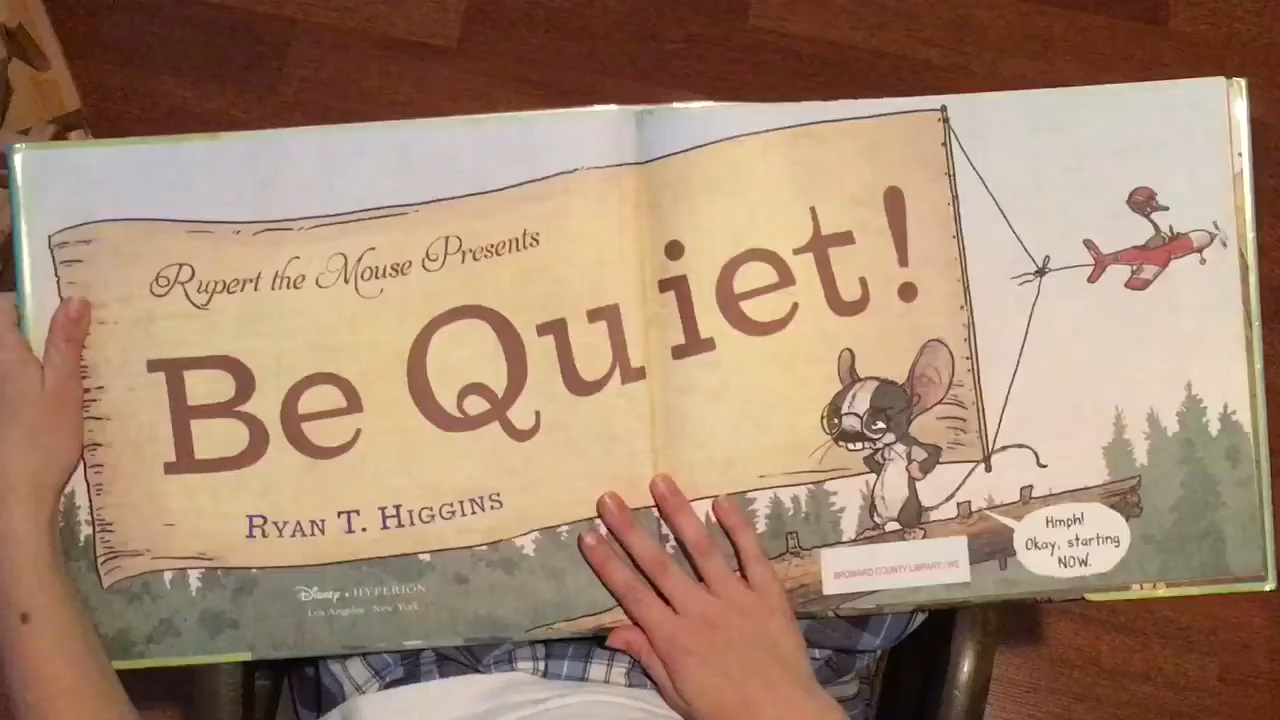 Rupert the Mouse Presents
Be Quiet!
RYAN T. HIGGINS
Disney • HYPERION
Los Angeles New York
BROWARD COUNTY LIBRARY
Hmph!
Okay, starting
NOW.